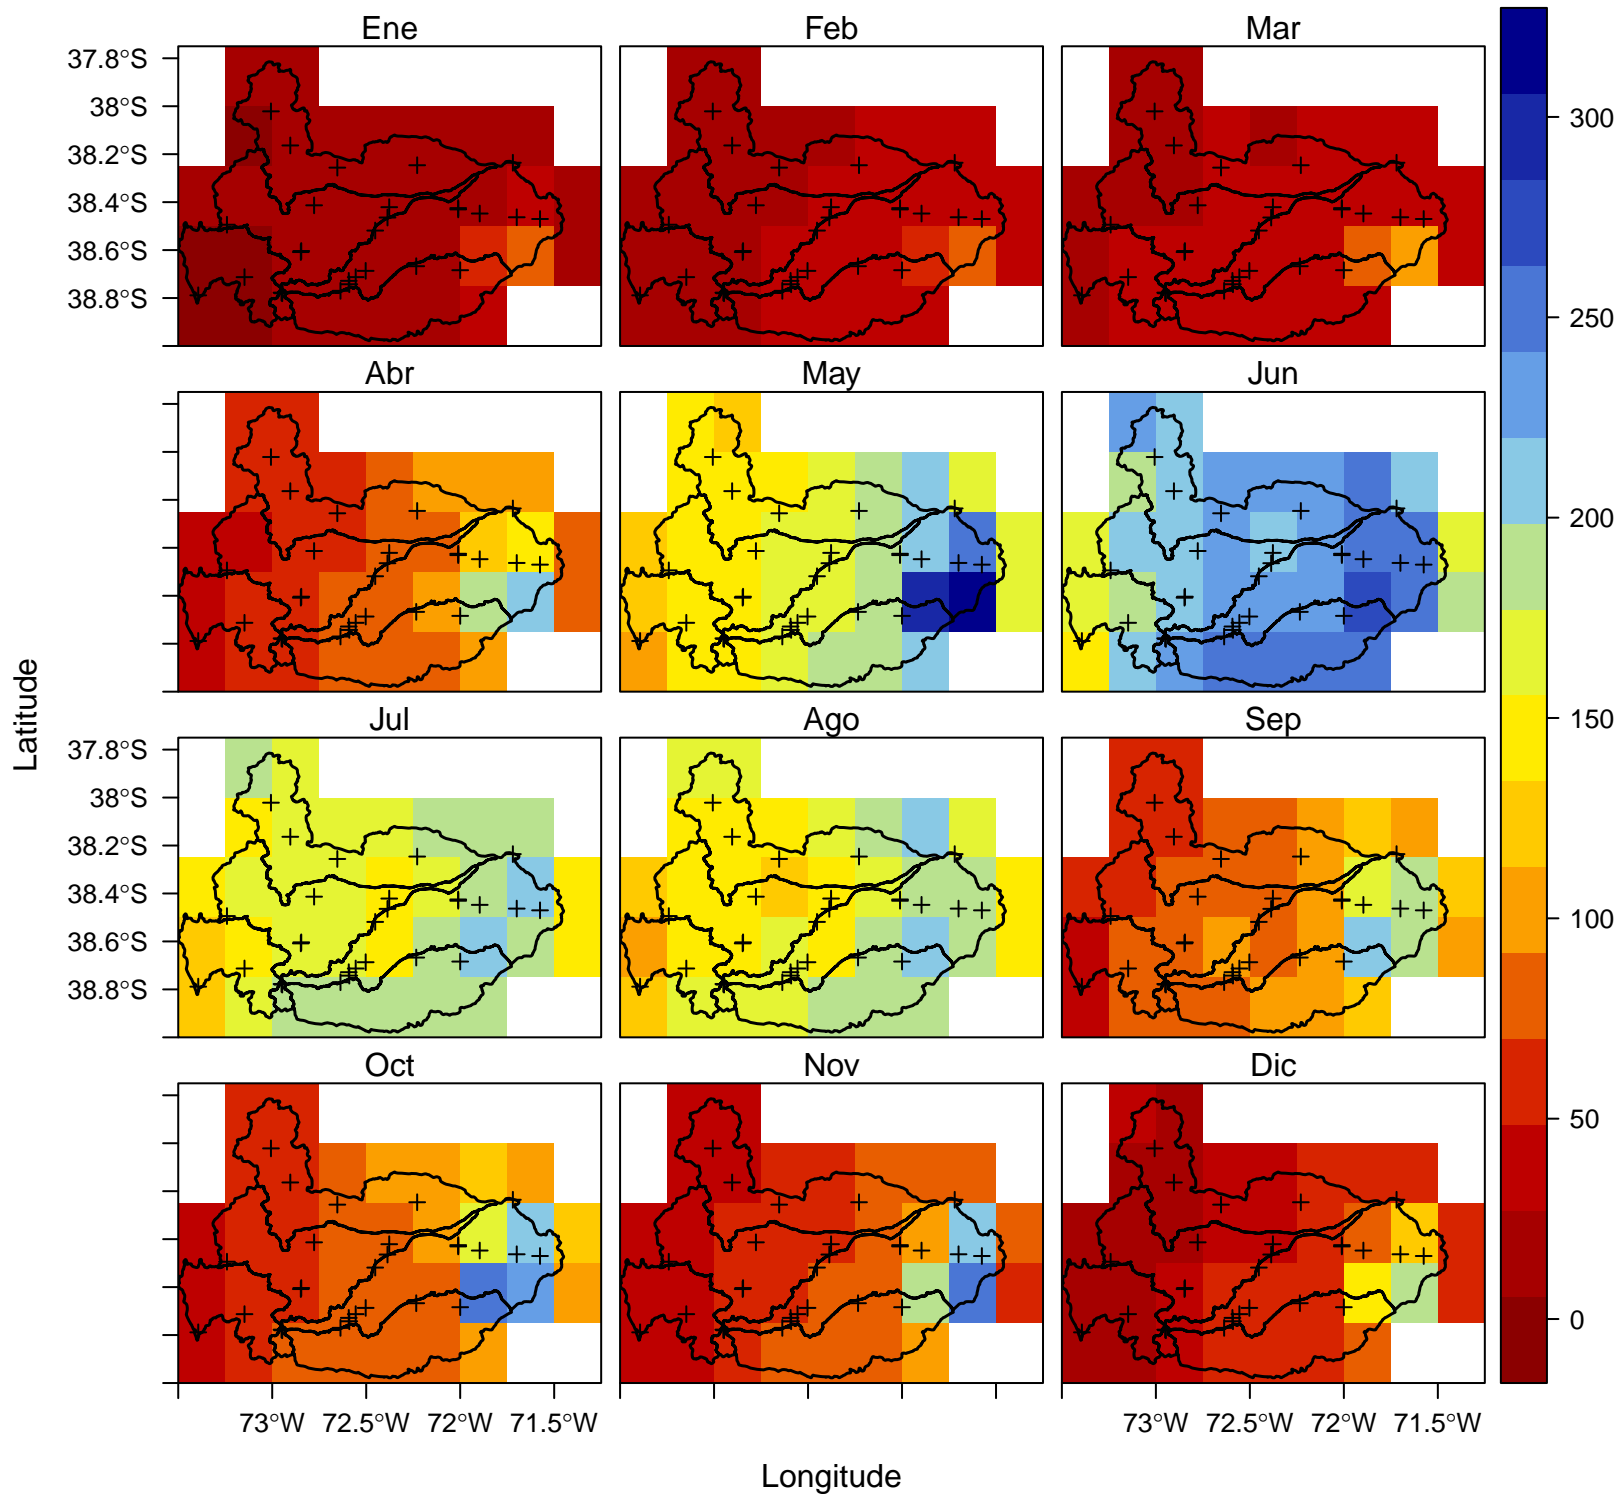 Ene Feb Mar
37.8°S
38°S
38.2°S
38.4°S
38.6°S
38.8°S
300
250
200
150
100
50
0
Abr May Jun
Latitude
Jul Ago Sep
37.8°S
38°S
38.2°S
38.4°S
38.6°S
38.8°S
Oct Nov Dic
73°W 72.5°W 72°W 71.5°W 73°W 72.5°W 72°W 71.5°W
Longitude